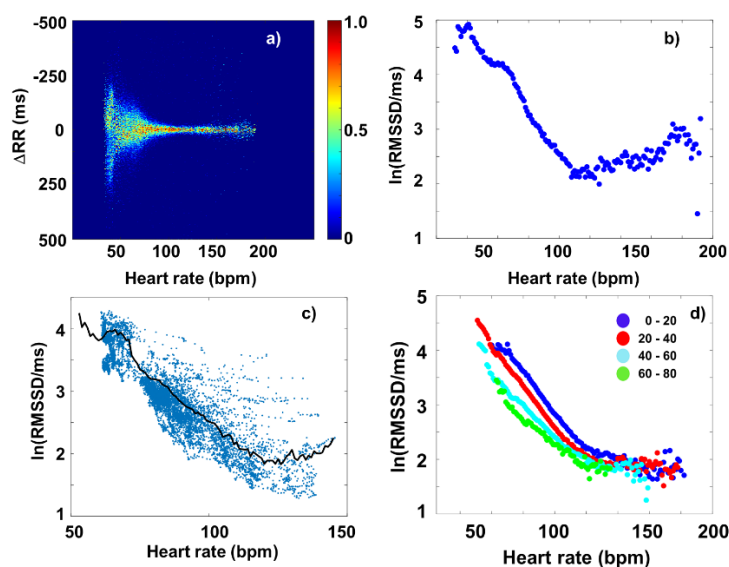 a)
-500
-250
0
250
500
ΔRR (ms)
50 100 150 200
Heart rate (bpm)
1.0
0.5
0
b)
5
4
3
2
1
ln(RMSSD/ms)
50 100 150 200
Heart rate (bpm)
c)
4
3
2
1
ln(RMSSD/ms)
50 100 150
Heart rate (bpm)
d)
0 - 20
20 - 40
40 - 60
60 - 80
5
4
3
2
1
ln(RMSSD/ms)
50 100 150 200
Heart rate (bpm)